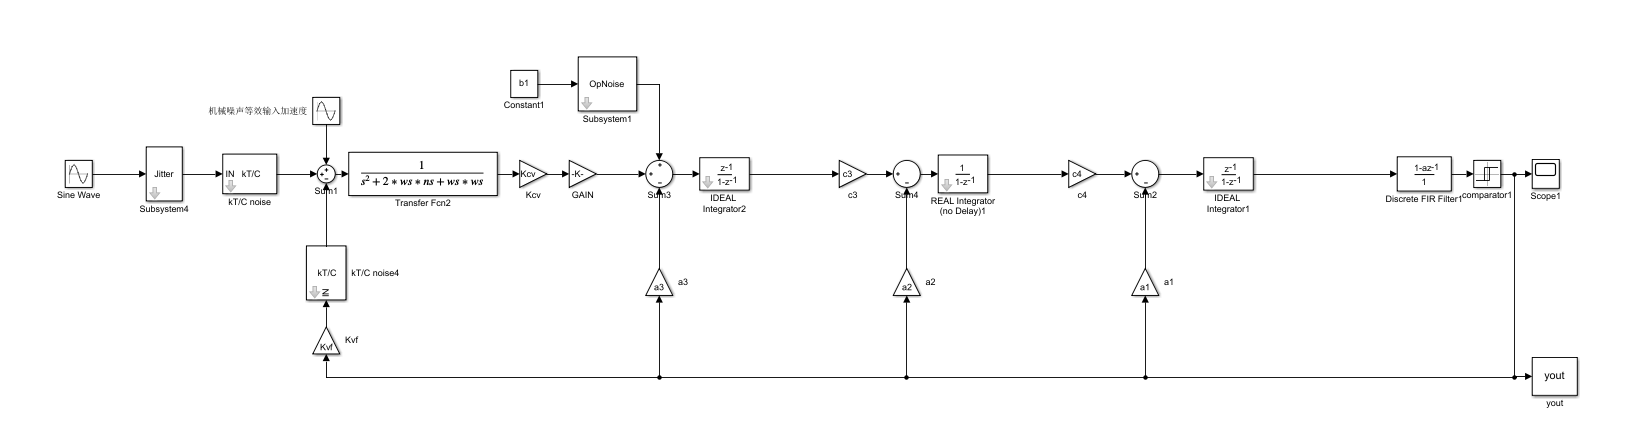 b1
Constant1
OpNoise
Subsystem1
机械噪声等效输入加速度
Sine Wave
Jitter
Subsystem4
IN kT/C
kT/C noise
Sum1
1
s² + 2 * ws * ns + ws * ws
Transfer Fcn2
Kcv
Kcv
-K-
GAIN
Sum3
z-1
1-z-1
IDEAL
Integrator2
c3
c3
Sum4
1
1-z-1
REAL Integrator
(no Delay)1
c4
c4
Sum2
z-1
1-z-1
IDEAL
Integrator1
1-az-1
1
Discrete FIR Filter1
comparator1
Scope1
kT/C
IN
kT/C noise4
a3
a3
a2
a2
a1
a1
Kvf
Kvf
yout
yout